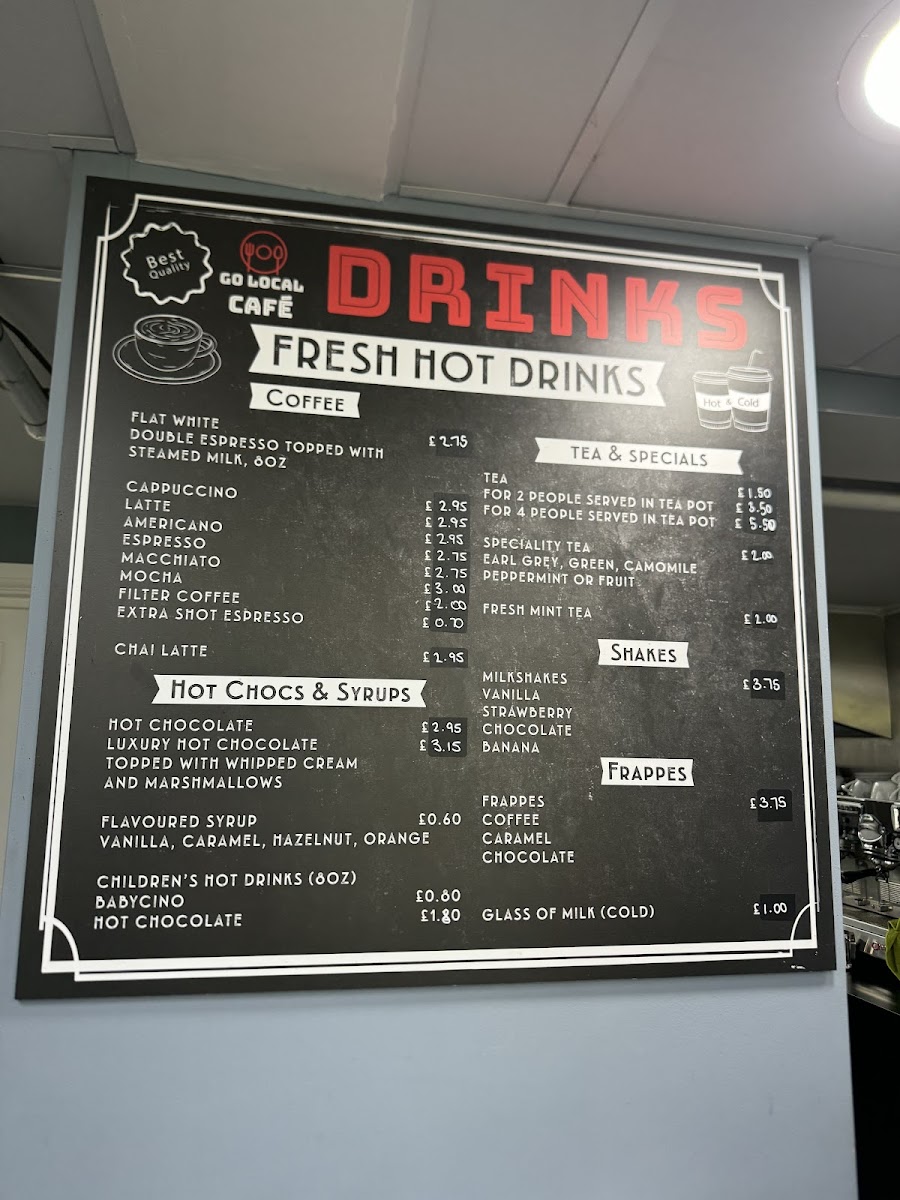 Best
Quality
GO LOCAL
CAFÉ
DRINKS
FRESH HOT DRINKS
COFFEE
FLAT WHITE £2.75
DOUBLE ESPRESSO TOPPED WITH
STEAMED MILK, 8OZ
CAPPUCCINO £2.95
LATTE £2.95
AMERICANO £2.95
ESPRESSO £2.75
MACCHIATO £2.75
MOCHA £3.00
FILTER COFFEE £2.00
EXTRA SHOT ESPRESSO £0.70
CHAI LATTE £2.95
HOT CHOCS & SYRUPS
HOT CHOCOLATE £2.95
LUXURY HOT CHOCOLATE £3.15
TOPPED WITH WHIPPED CREAM
AND MARSHMALLOWS
FLAVOURED SYRUP £0.60
VANILLA, CARAMEL, HAZELNUT, ORANGE
CHILDREN'S HOT DRINKS (8OZ)
BABYCINO £0.80
HOT CHOCOLATE £1.80
Hot & Cold
TEA & SPECIALS
TEA £1.50
FOR 2 PEOPLE SERVED IN TEA POT £3.50
FOR 4 PEOPLE SERVED IN TEA POT £5.50
SPECIALITY TEA £2.00
EARL GREY, GREEN, CAMOMILE
PEPPERMINT OR FRUIT
FRESH MINT TEA £2.00
SHAKES
MILKSHAKES £3.75
VANILLA
STRAWBERRY
CHOCOLATE
BANANA
FRAPPES
FRAPPES £3.75
COFFEE
CARAMEL
CHOCOLATE
GLASS OF MILK (COLD) £1.00